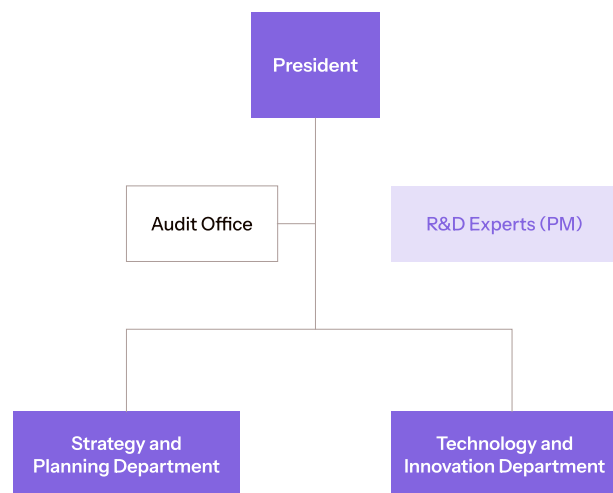 President
Audit Office
R&D Experts (PM)
Strategy and
Planning Department
Technology and
Innovation Department